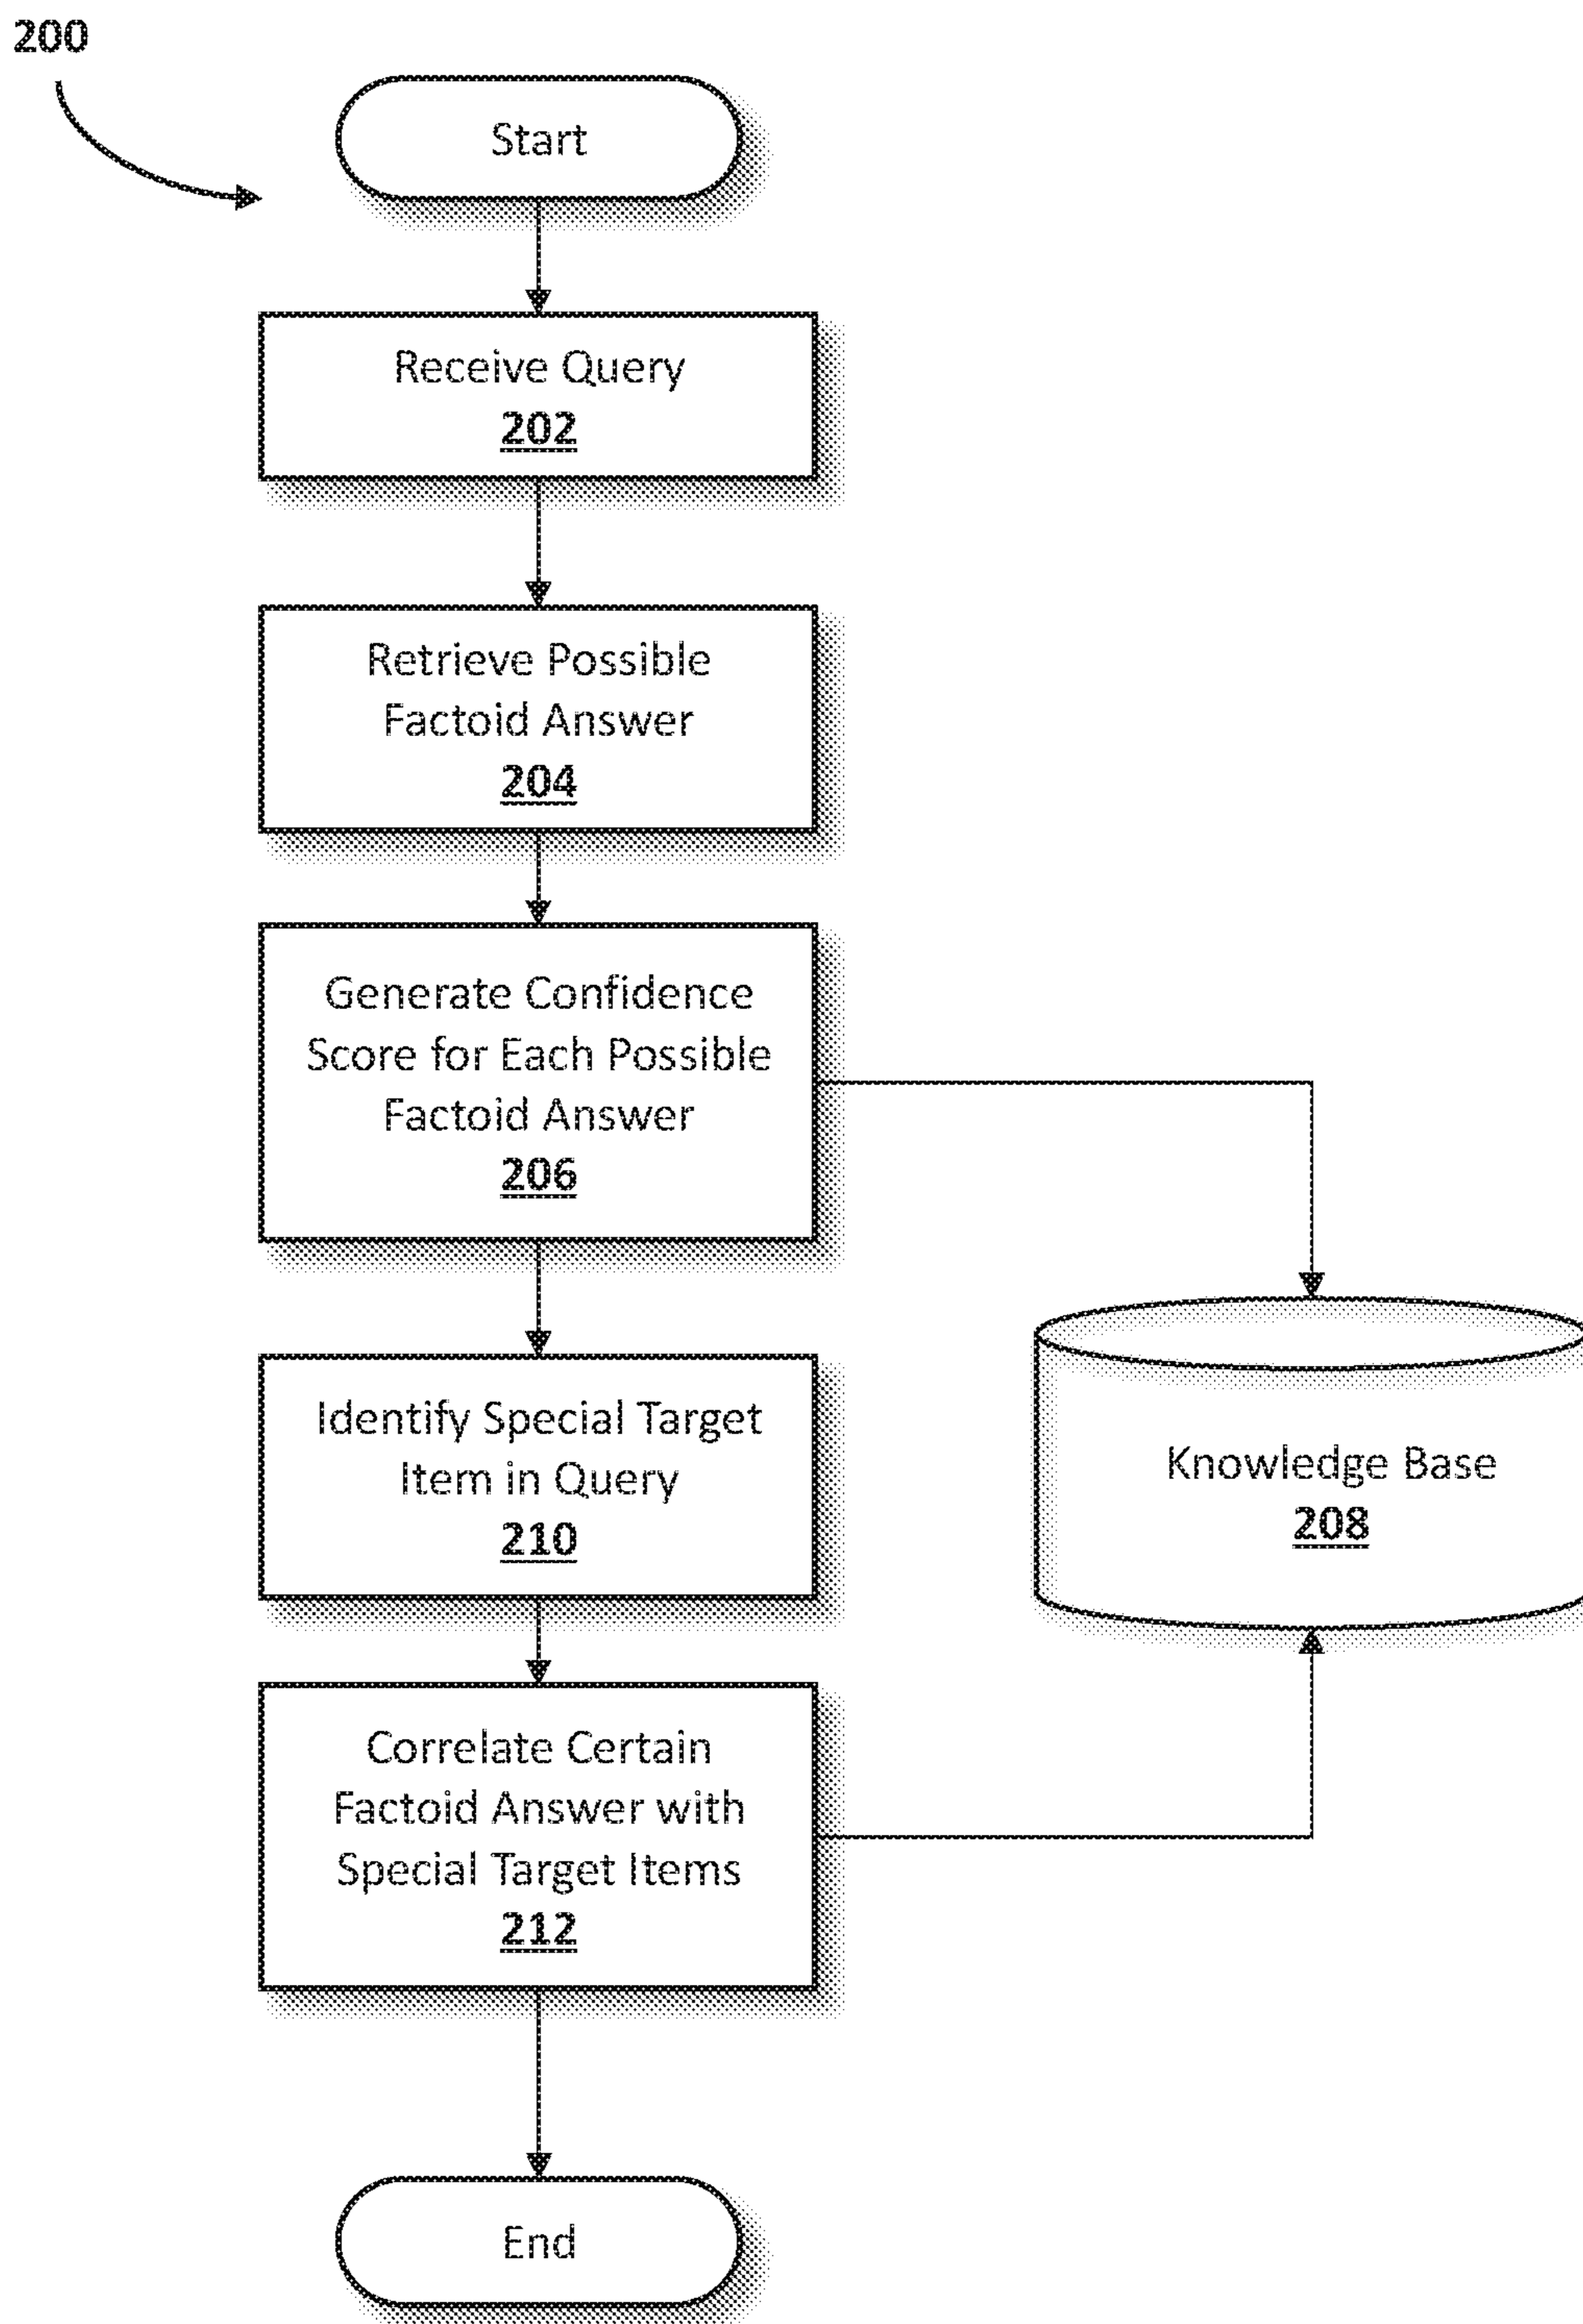 200
Start
Receive Query
202
Retrieve Possible
Factoid Answer
204
Generate Confidence
Score for Each Possible
Factoid Answer
206
Identify Special Target
Item in Query
210
Knowledge Base
208
Correlate Certain
Factoid Answer with
Special Target Items
212
End